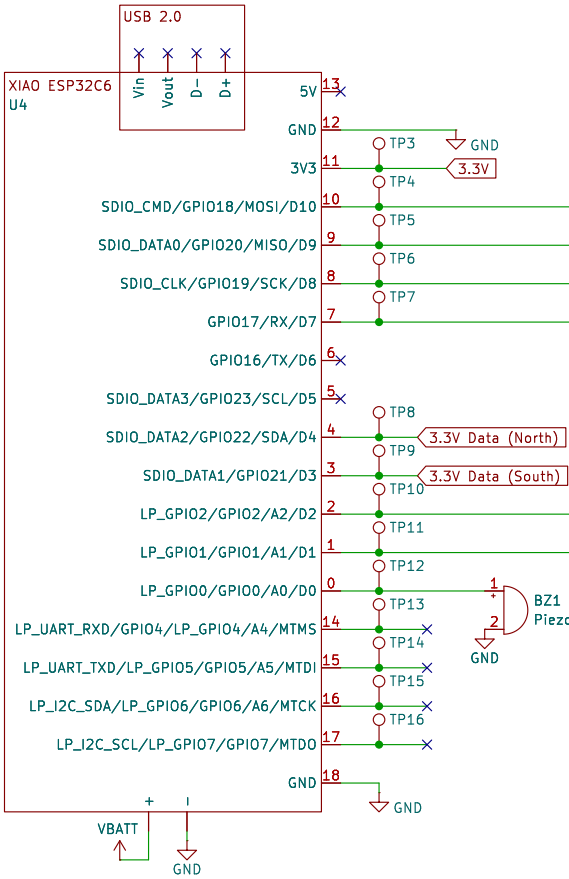 USB 2.0
XIAO ESP32C6
U4
Vin
Vout
D-
D+
5V 13
GND 12
GND
TP3
3V3 11
3.3V
TP4
SDIO_CMD/GPIO18/MOSI/D10 10
TP5
SDIO_DATA0/GPIO20/MISO/D9 9
TP6
SDIO_CLK/GPIO19/SCK/D8 8
TP7
GPIO17/RX/D7 7
GPIO16/TX/D6 6
SDIO_DATA3/GPIO23/SCL/D5 5
TP8
SDIO_DATA2/GPIO22/SDA/D4 4
3.3V Data (North)
TP9
SDIO_DATA1/GPIO21/D3 3
3.3V Data (South)
TP10
LP_GPIO2/GPIO2/A2/D2 2
TP11
LP_GPIO1/GPIO1/A1/D1 1
TP12
LP_GPIO0/GPIO0/A0/D0 0
1
+
BZ1
Piezo
2
GND
TP13
LP_UART_RXD/GPIO4/LP_GPIO4/A4/MTMS 14
TP14
LP_UART_TXD/LP_GPIO5/GPIO5/A5/MTDI 15
TP15
LP_I2C_SDA/LP_GPIO6/GPIO6/A6/MTCK 16
TP16
LP_I2C_SCL/LP_GPIO7/GPIO7/MTDO 17
GND 18
GND
+
-
VBATT
GND